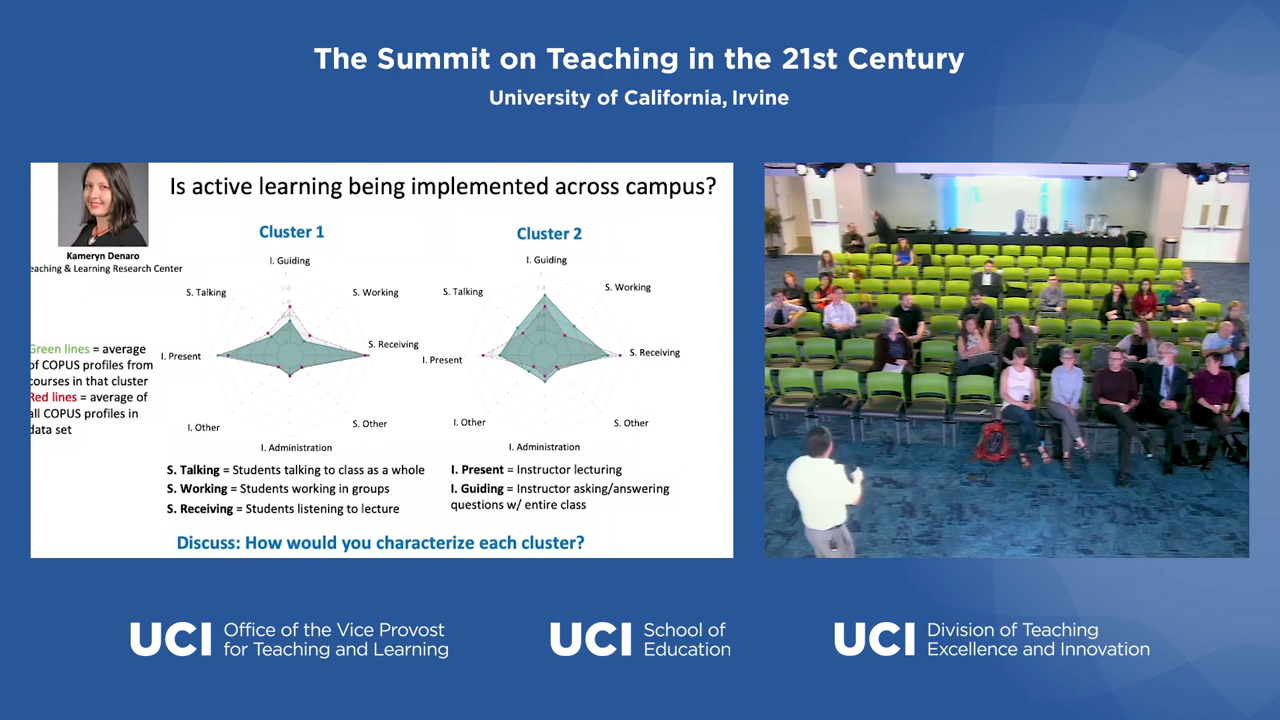 The Summit on Teaching in the 21st Century
University of California, Irvine
Is active learning being implemented across campus?
Kameryn Denaro
eaching & Learning Research Center
Cluster 1
I. Guiding
S. Talking
S. Working
I. Present
S. Receiving
I. Other
S. Other
I. Administration
Cluster 2
I. Guiding
S. Talking
S. Working
I. Present
S. Receiving
I. Other
S. Other
I. Administration
Green lines = average
of COPUS profiles from
courses in that cluster
Red lines = average of
all COPUS profiles in
data set
S. Talking = Students talking to class as a whole
S. Working = Students working in groups
S. Receiving = Students listening to lecture
I. Present = Instructor lecturing
I. Guiding = Instructor asking/answering
questions w/ entire class
Discuss: How would you characterize each cluster?
UCI Office of the Vice Provost
for Teaching and Learning
UCI School of
Education
UCI Division of Teaching
Excellence and Innovation